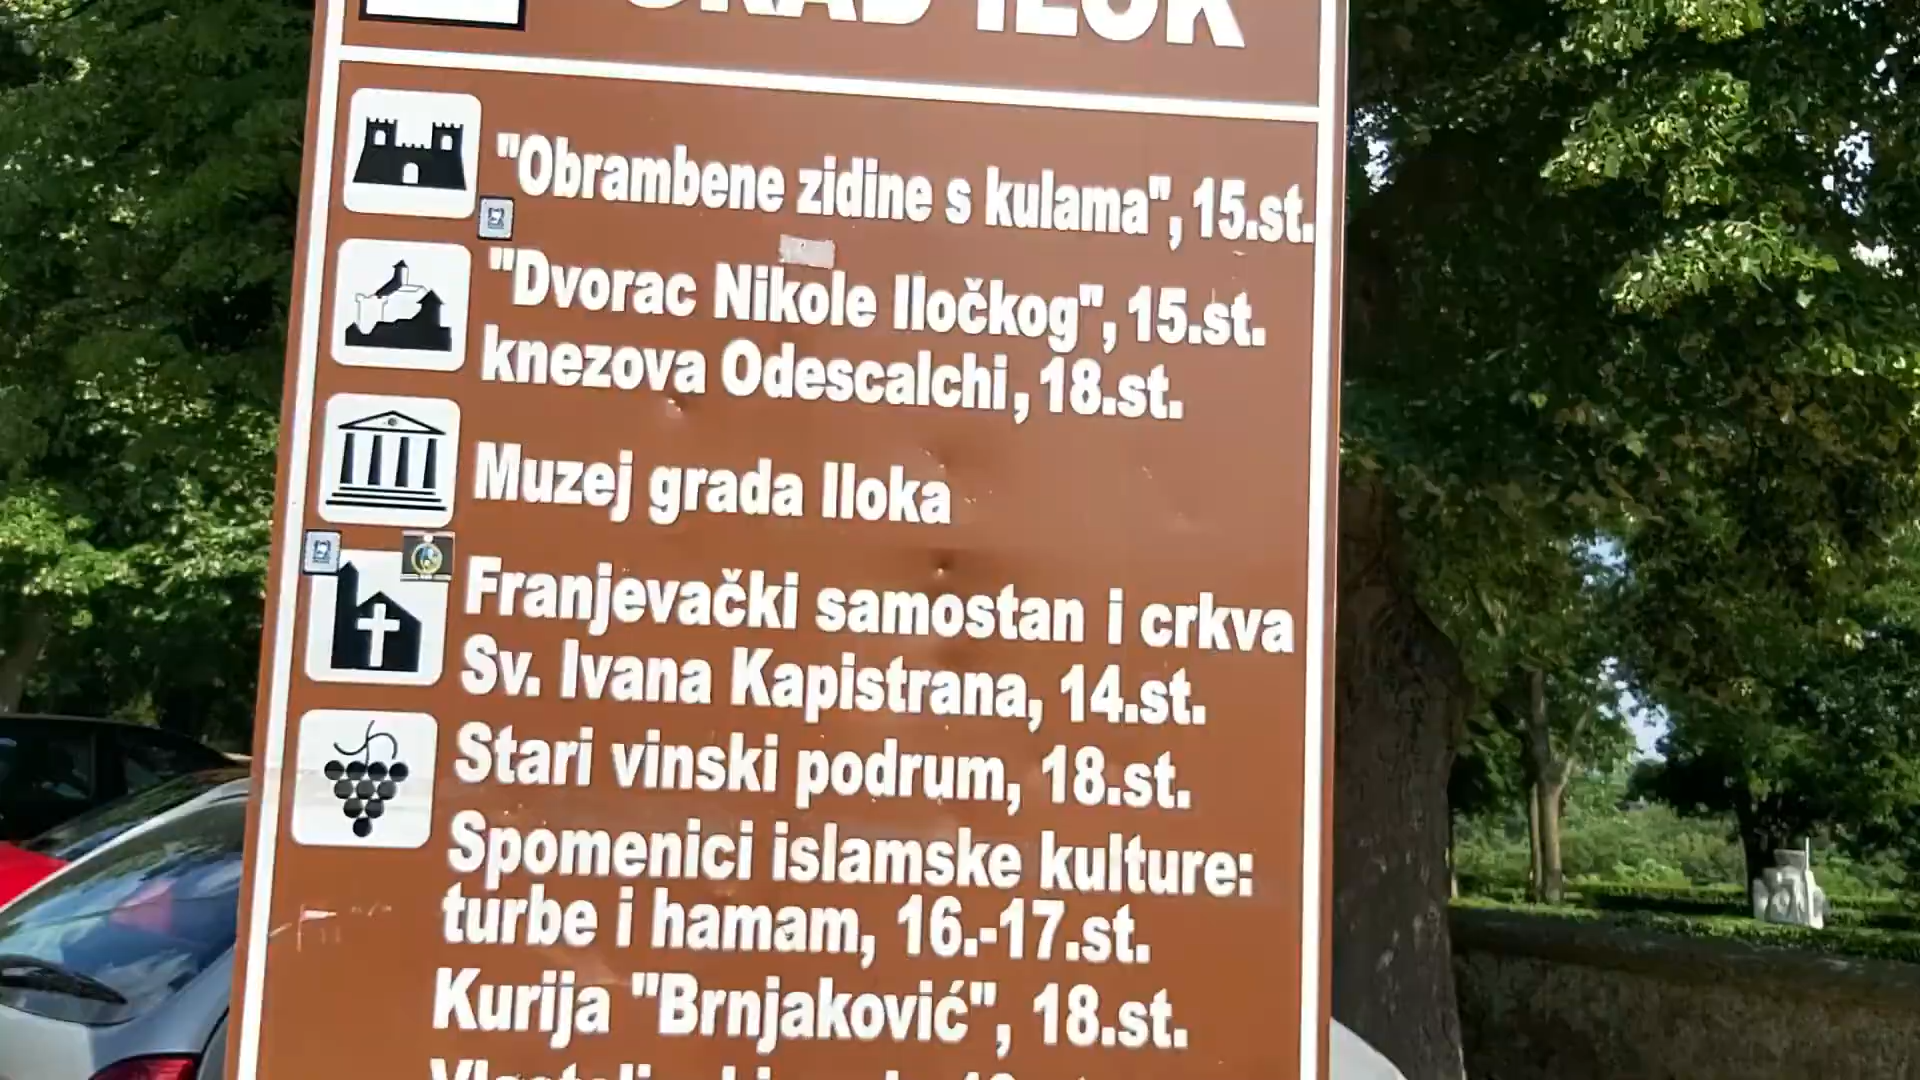 GRAD ILOK
"Obrambene zidine s kulama", 15.st.
"Dvorac Nikole Iločkog", 15.st.
knezova Odescalchi, 18.st.
Muzej grada Iloka
Franjevački samostan i crkva
Sv. Ivana Kapistrana, 14.st.
Stari vinski podrum, 18.st.
Spomenici islamske kulture:
turbe i hamam, 16.-17.st.
Kurija "Brnjaković", 18.st.